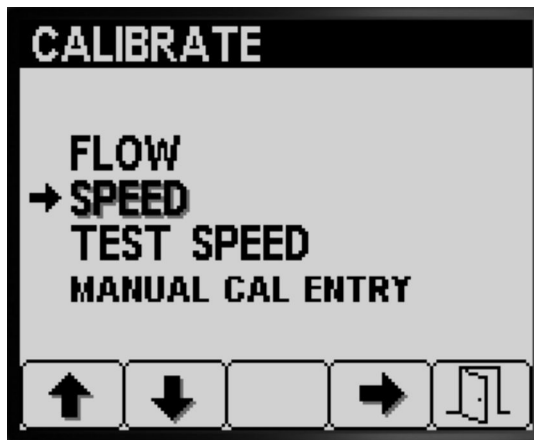 CALIBRATE
FLOW
SPEED
TEST SPEED
MANUAL CAL ENTRY